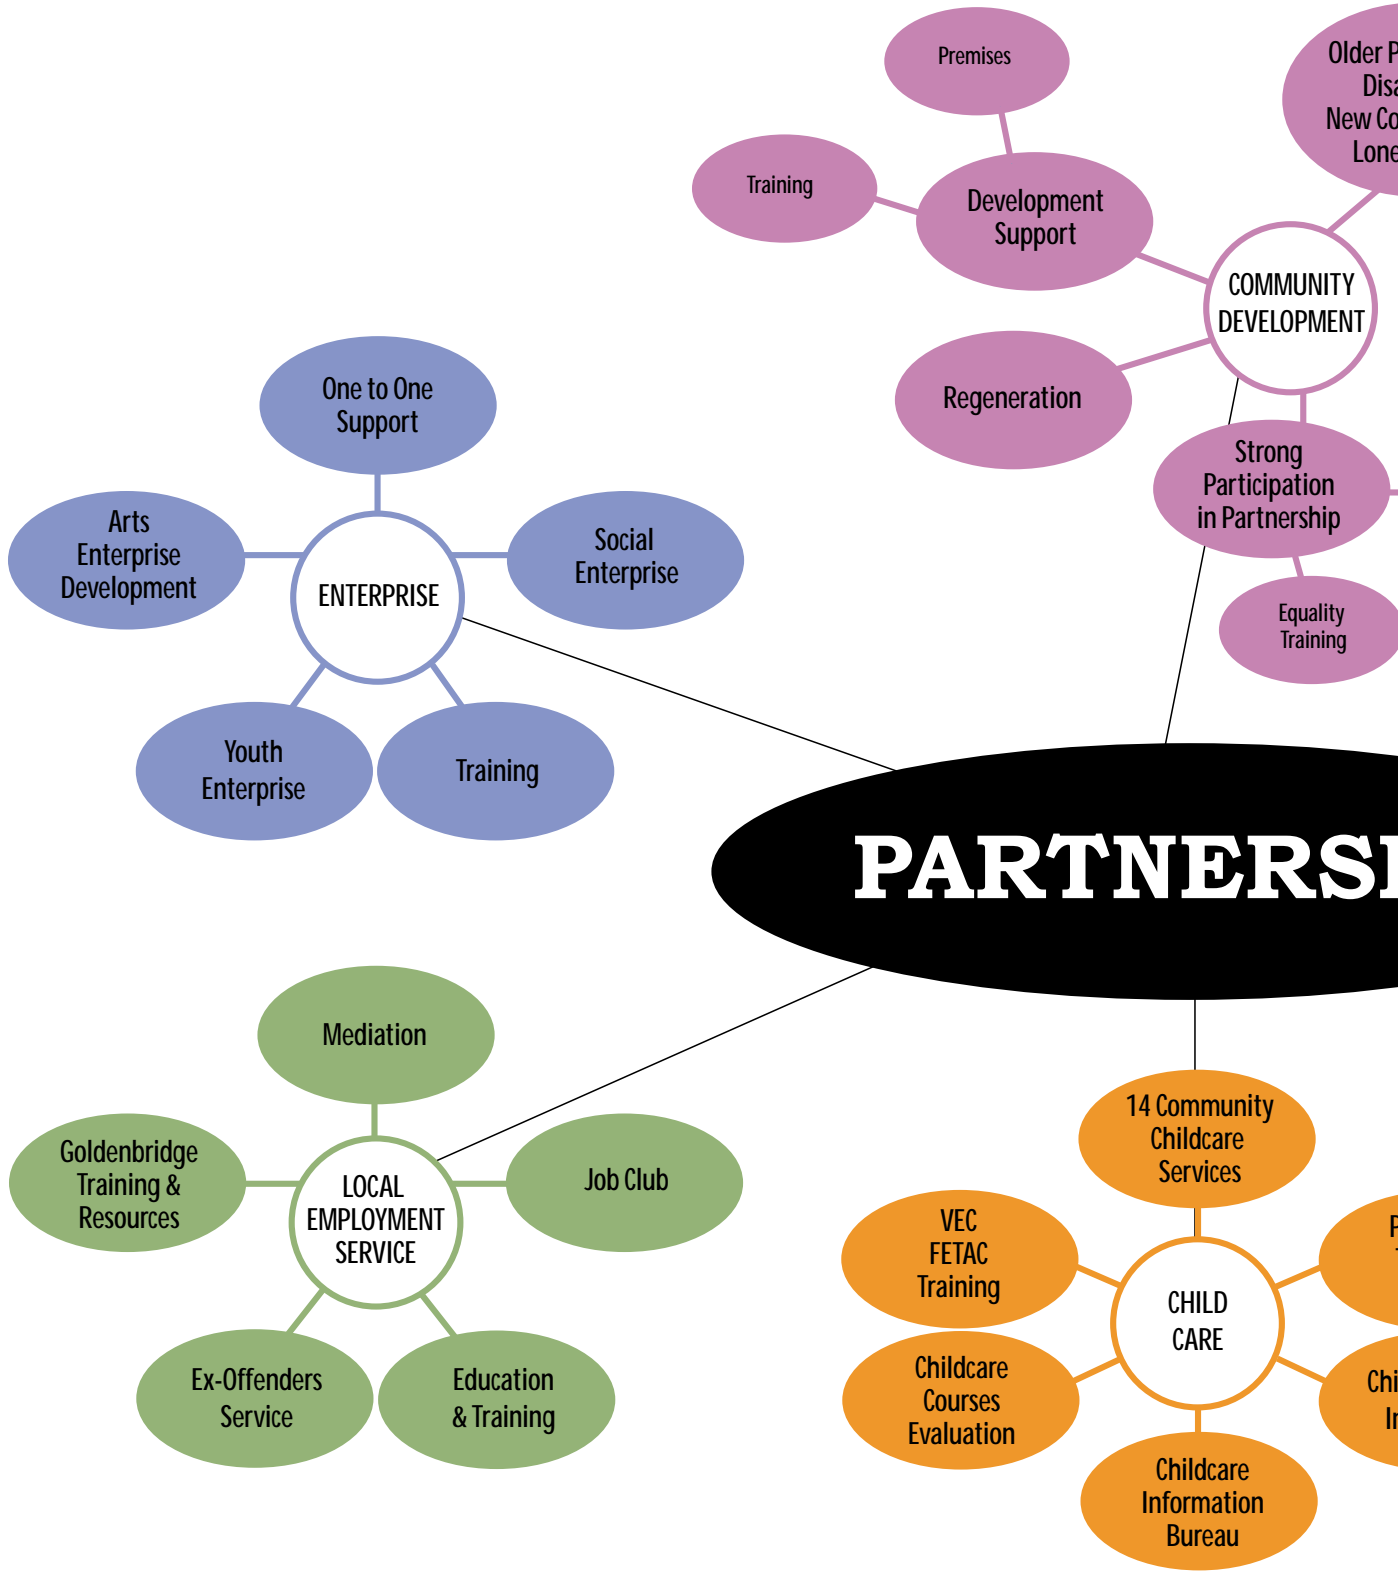 Premises
Training
Development
Support
Older
New
COMMUNITY
DEVELOPMENT
Regeneration
Strong
Participation
in Partnership
Equality
Training
One to One
Support
Arts
Enterprise
Development
ENTERPRISE
Social
Enterprise
Youth
Enterprise
Training
Mediation
Goldenbridge
Training &
Resources
LOCAL
EMPLOYMENT
SERVICE
Job Club
Ex-Offenders
Service
Education
& Training
14 Community
Childcare
Services
VEC
FETAC
Training
CHILD
CARE
Childcare
Courses
Evaluation
Childcare
Information
Bureau